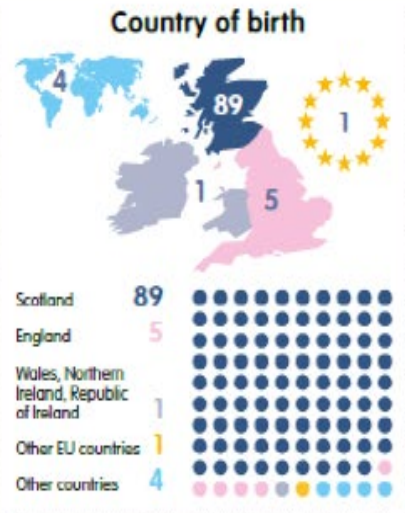 Country of birth
4
89
1
1
5
Scotland 89
England 5
Wales, Northern
Ireland, Republic
of Ireland 1
Other EU countries 1
Other countries 4